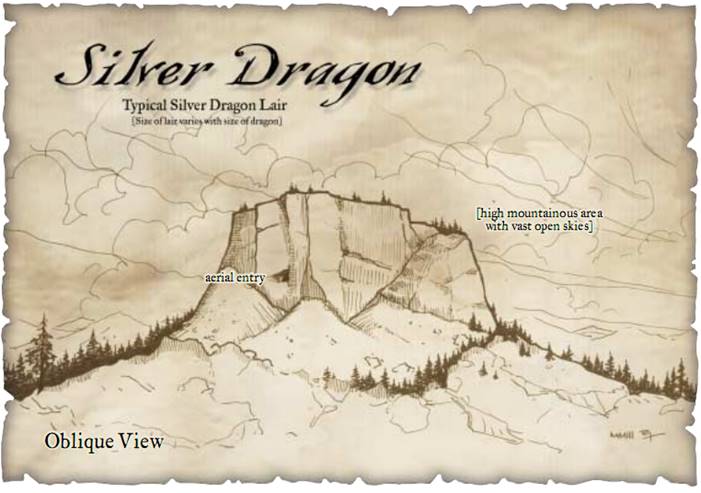 Silver Dragon
Typical Silver Dragon Lair
[Size of lair varies with size of dragon]
[high mountainous area
with vast open skies]
aerial entry
Oblique View